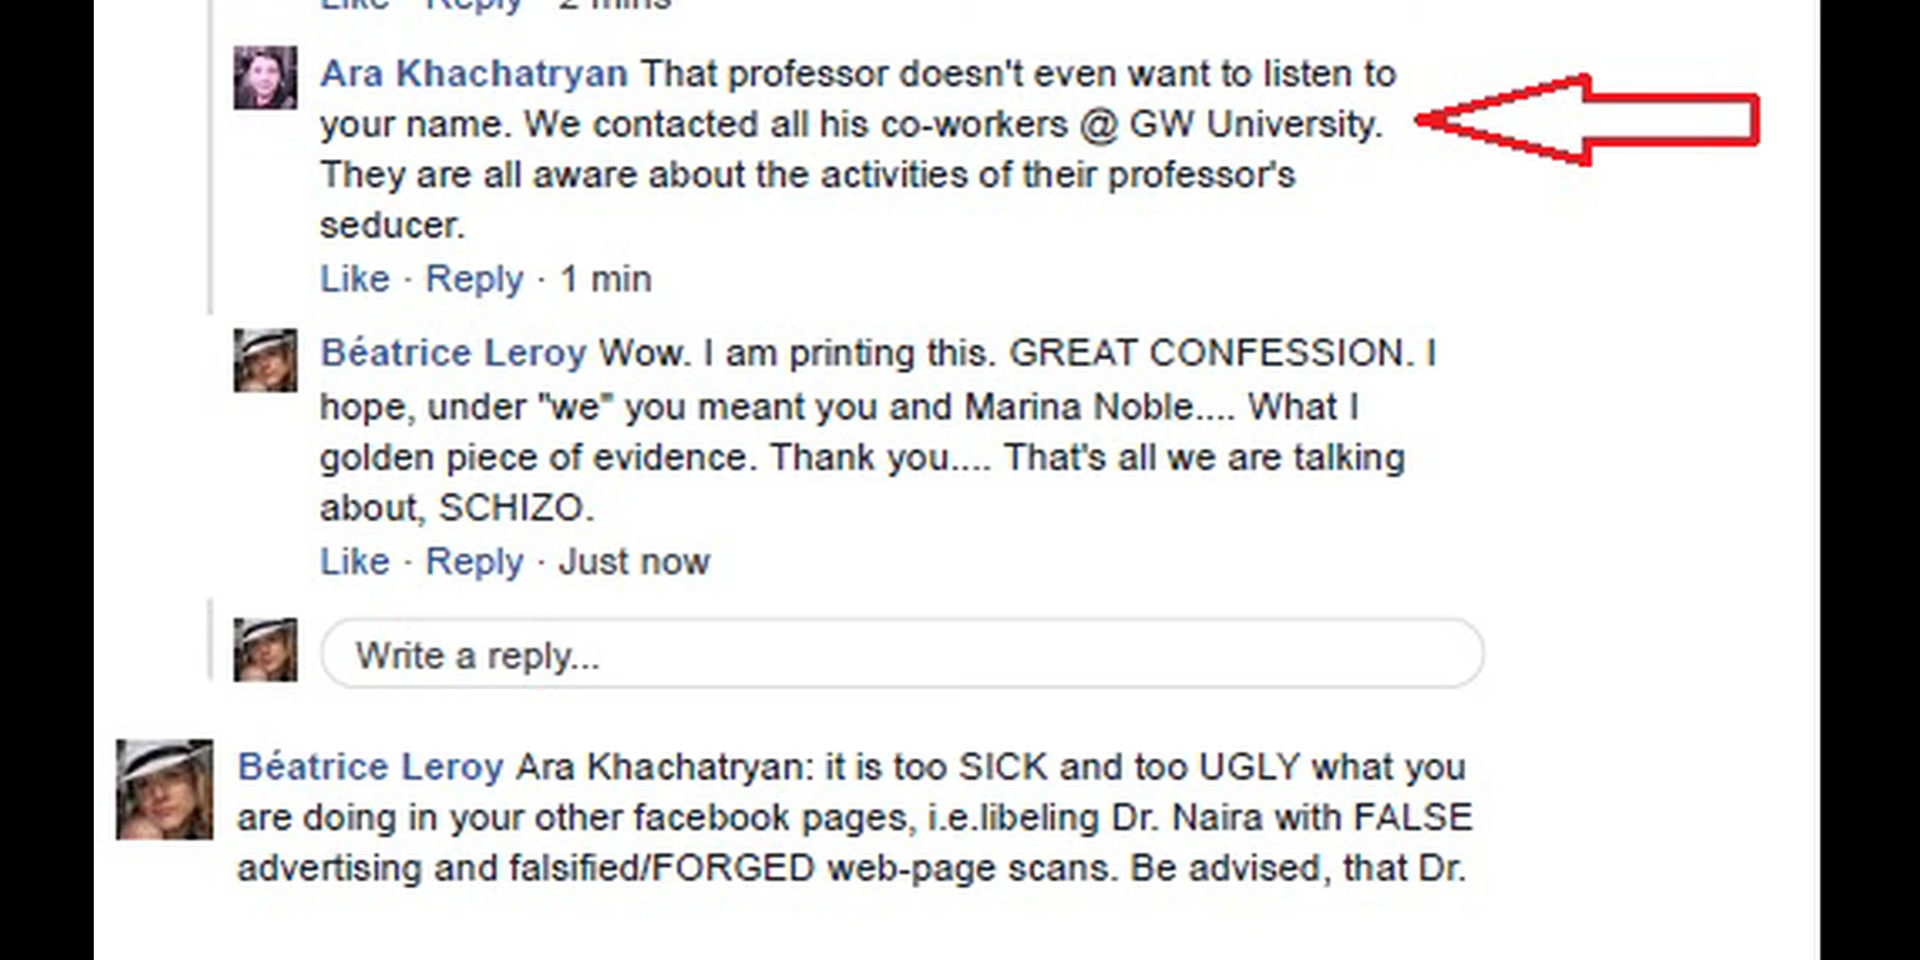 Like · Reply · 2 mins
Ara Khachatryan That professor doesn't even want to listen to
your name. We contacted all his co-workers @ GW University.
They are all aware about the activities of their professor's
seducer.
Like · Reply · 1 min
Béatrice Leroy Wow. I am printing this. GREAT CONFESSION. I
hope, under "we" you meant you and Marina Noble.... What I
golden piece of evidence. Thank you.... That's all we are talking
about, SCHIZO.
Like · Reply · Just now
Write a reply...
Béatrice Leroy Ara Khachatryan: it is too SICK and too UGLY what you
are doing in your other facebook pages, i.e.libeling Dr. Naira with FALSE
advertising and falsified/FORGED web-page scans. Be advised, that Dr.